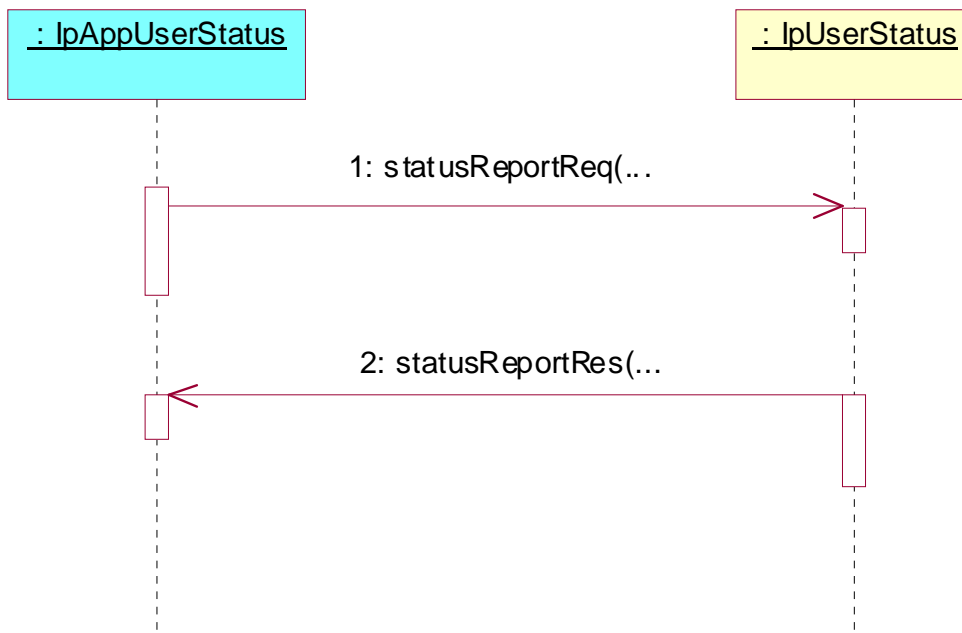 : IpAppUserStatus
: IpUserStatus
1: statusReportReq(...
2: statusReportRes(...